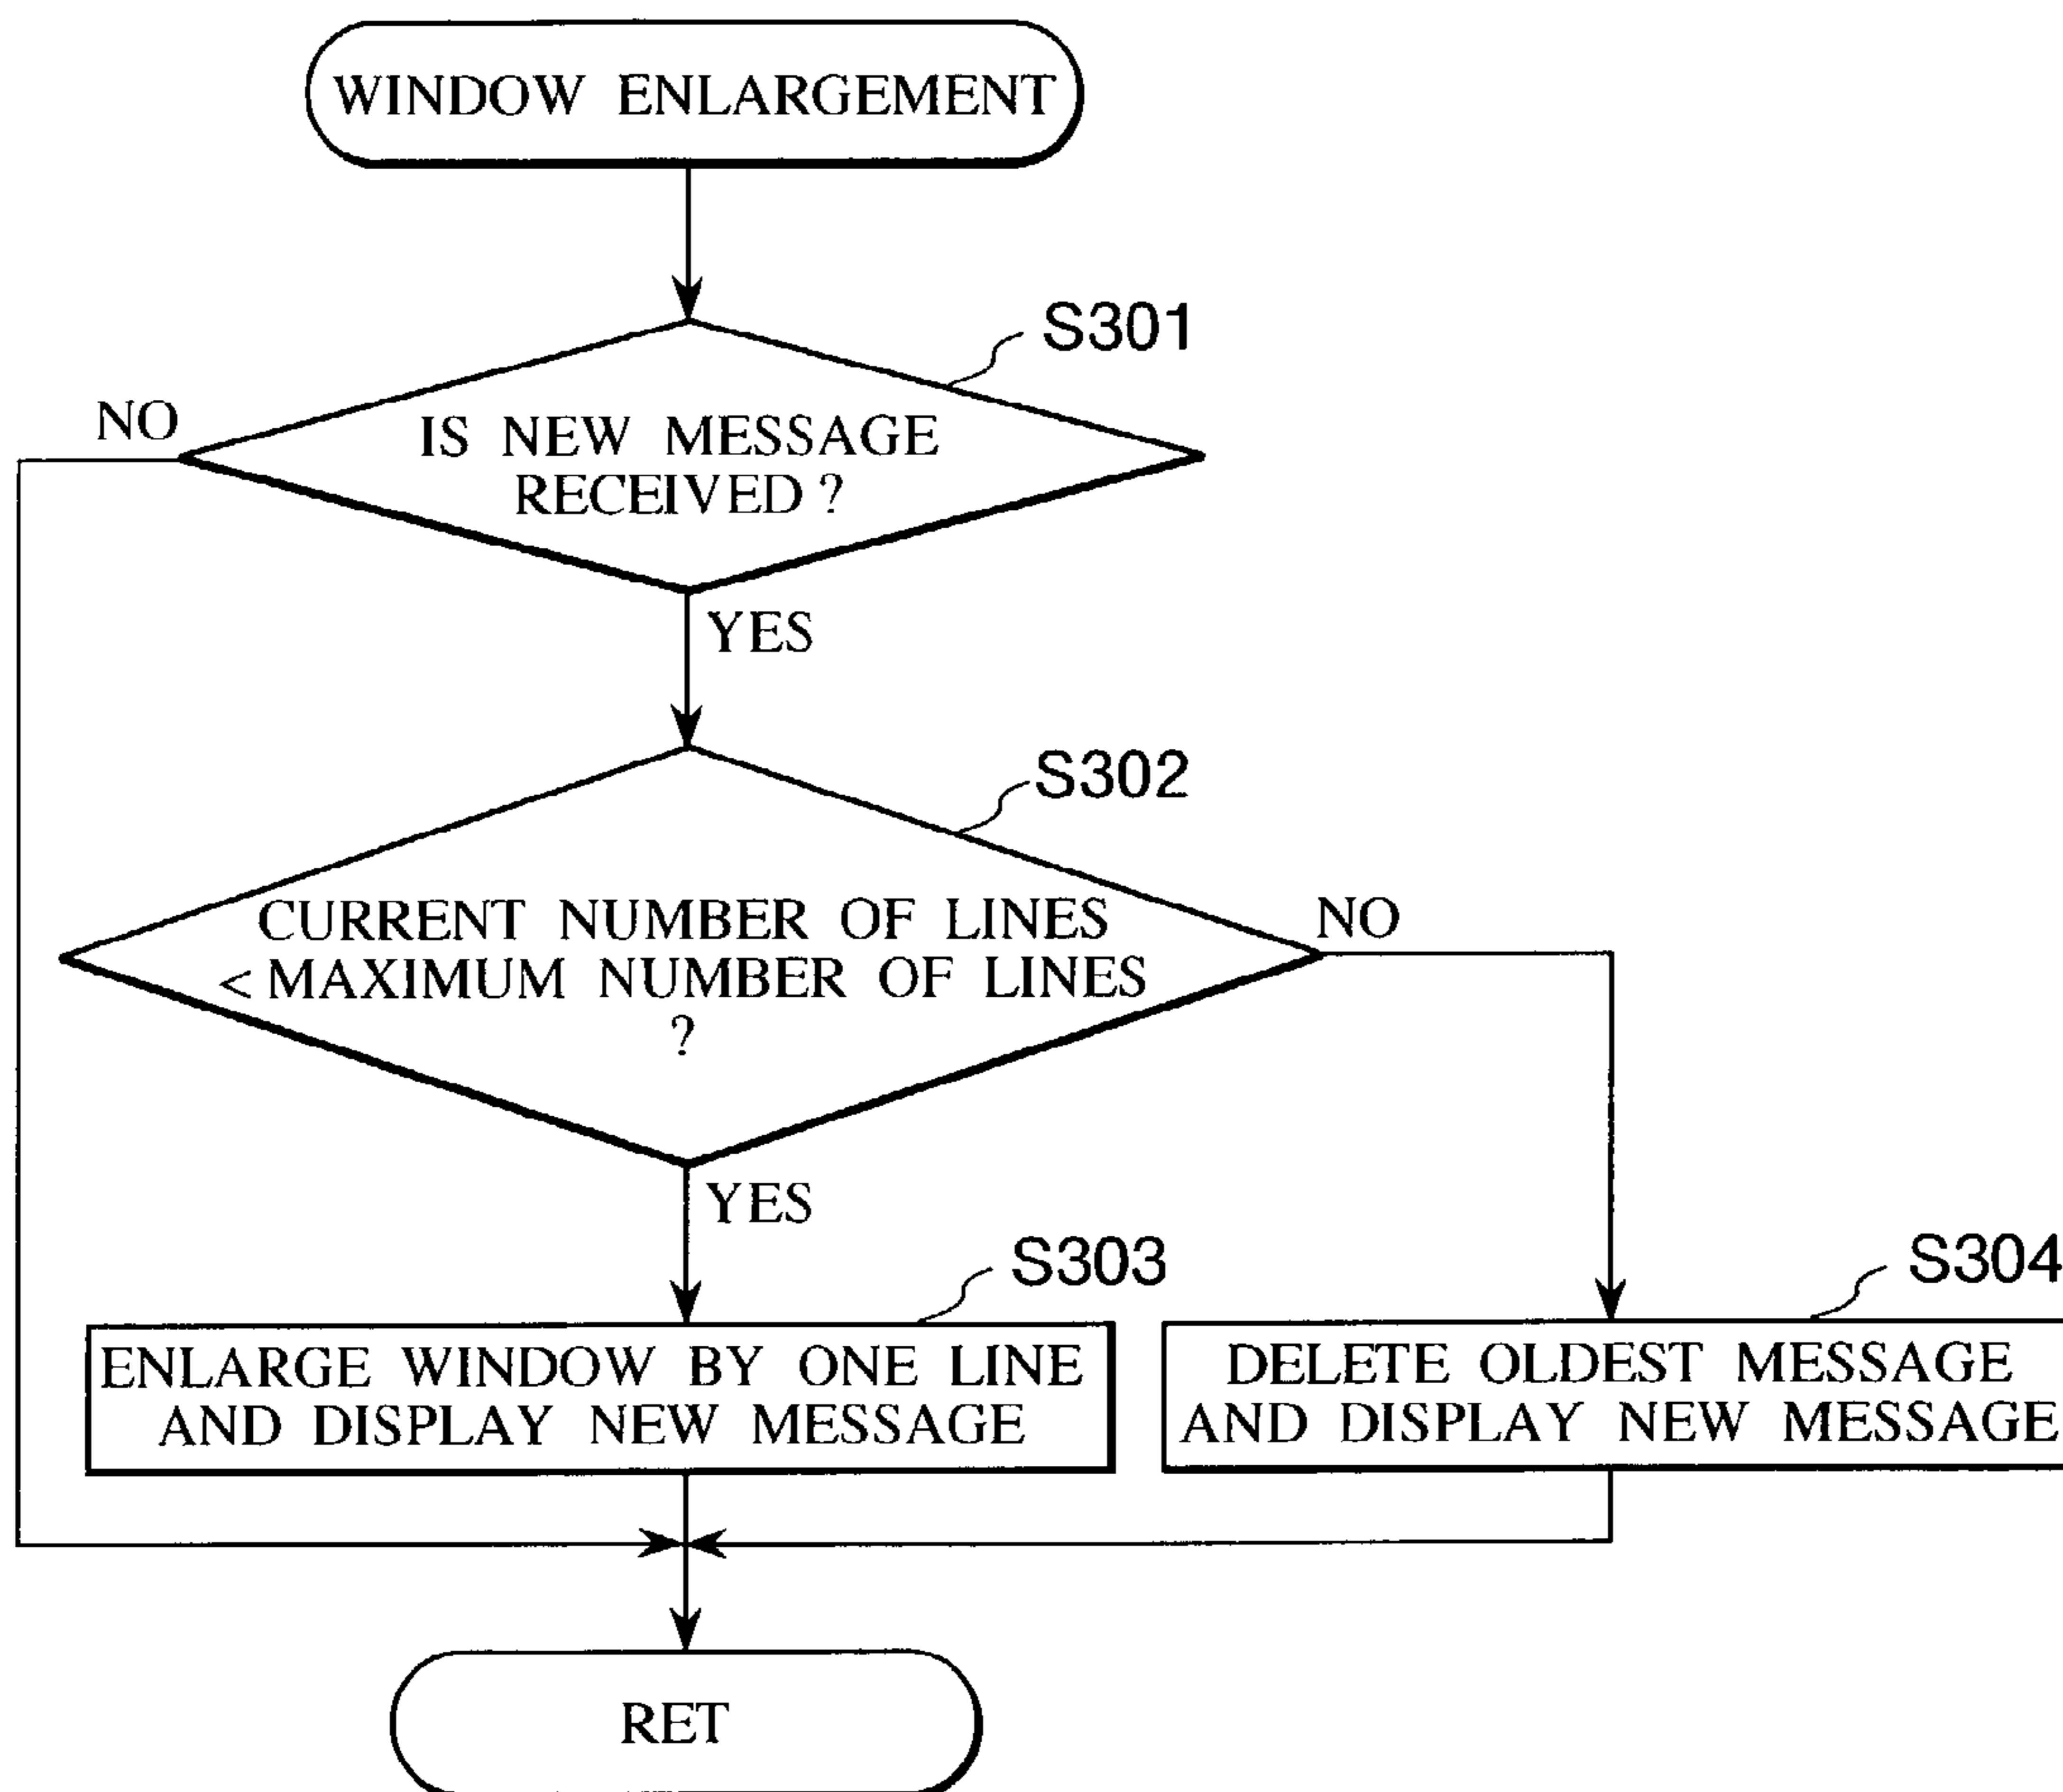 WINDOW ENLARGEMENT
S301
NO
IS NEW MESSAGE
RECEIVED ?
YES
S302
CURRENT NUMBER OF LINES
< MAXIMUM NUMBER OF LINES
?
NO
YES
S303
S304
ENLARGE WINDOW BY ONE LINE
AND DISPLAY NEW MESSAGE
DELETE OLDEST MESSAGE
AND DISPLAY NEW MESSAGE
RET